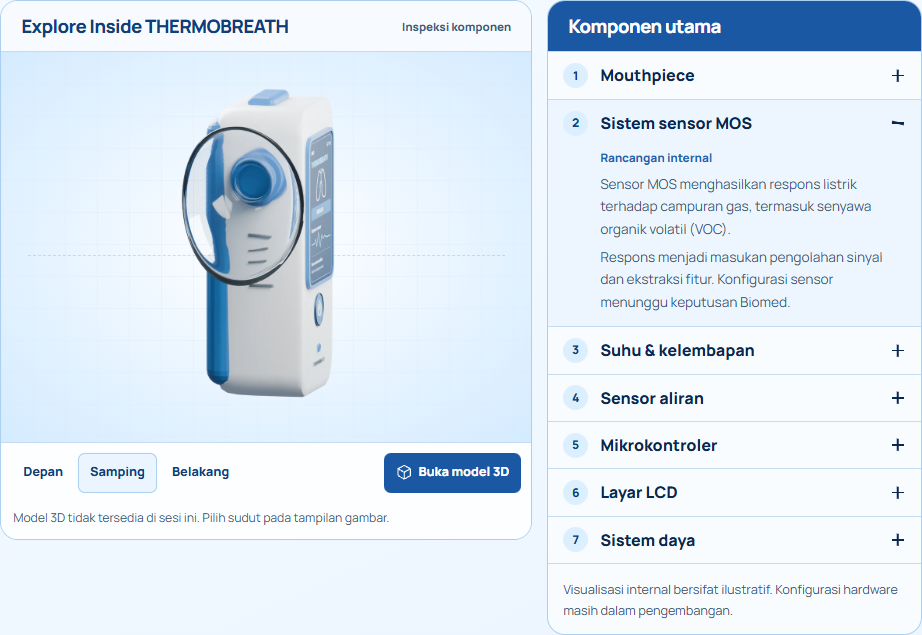 Explore Inside THERMOBREATH
Inspeksi komponen
Depan
Samping
Belakang
Buka model 3D
Model 3D tidak tersedia di sesi ini. Pilih sudut pada tampilan gambar.
Komponen utama
1 Mouthpiece
2 Sistem sensor MOS
Rancangan internal
Sensor MOS menghasilkan respons listrik
terhadap campuran gas, termasuk senyawa
organik volatil (VOC).
Respons menjadi masukan pengolahan sinyal
dan ekstraksi fitur. Konfigurasi sensor
menunggu keputusan Biomed.
3 Suhu & kelembapan
4 Sensor aliran
5 Mikrokontroler
6 Layar LCD
7 Sistem daya
Visualisasi internal bersifat ilustratif. Konfigurasi hardware
masih dalam pengembangan.